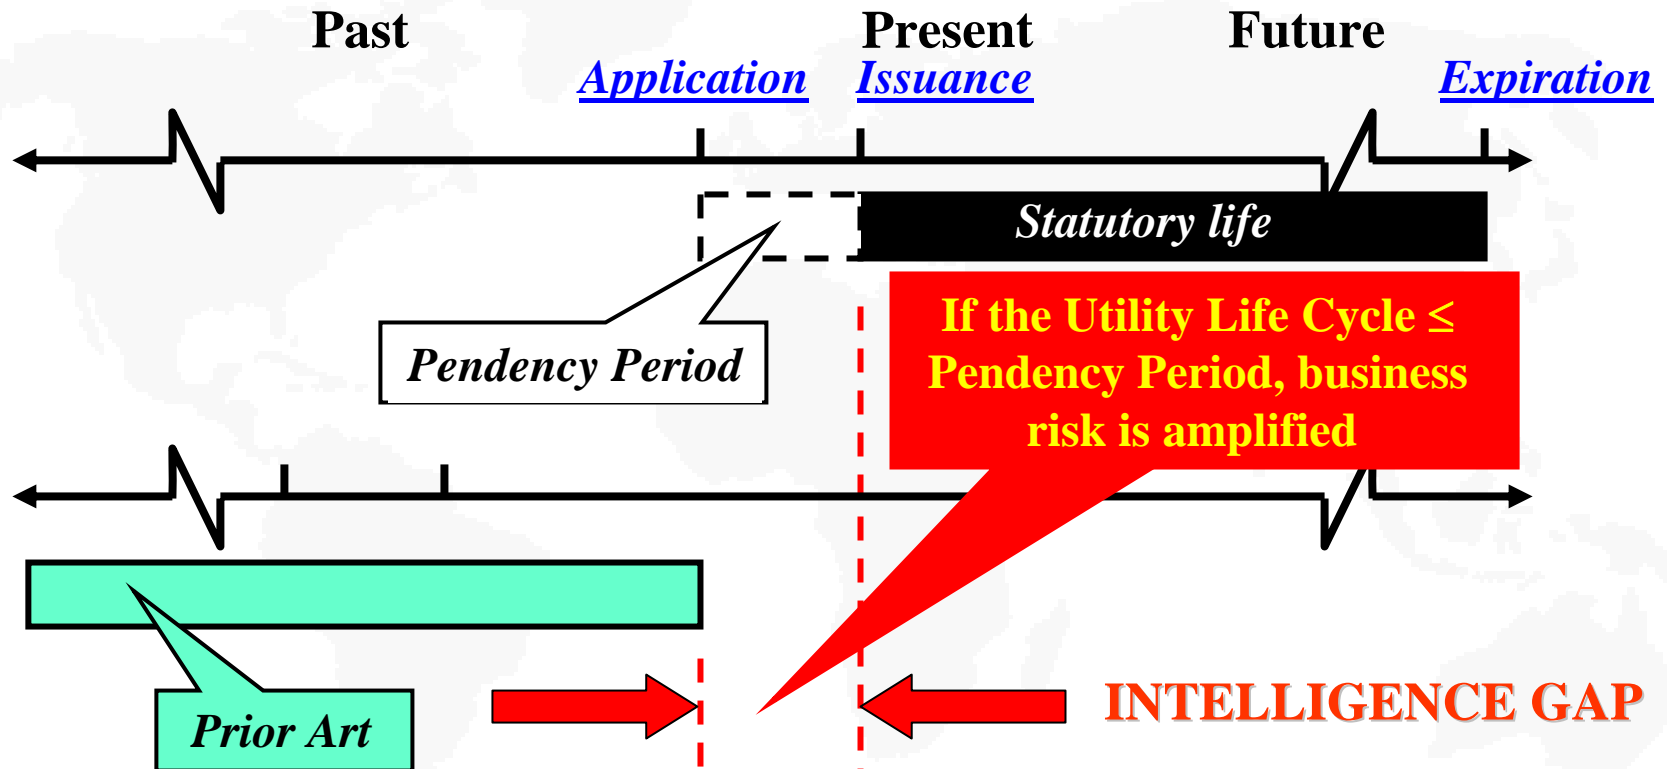 Past Present Future
Application Issuance Expiration
Statutory life
Pendency Period
If the Utility Life Cycle ≤
Pendency Period, business
risk is amplified
Prior Art
INTELLIGENCE GAP